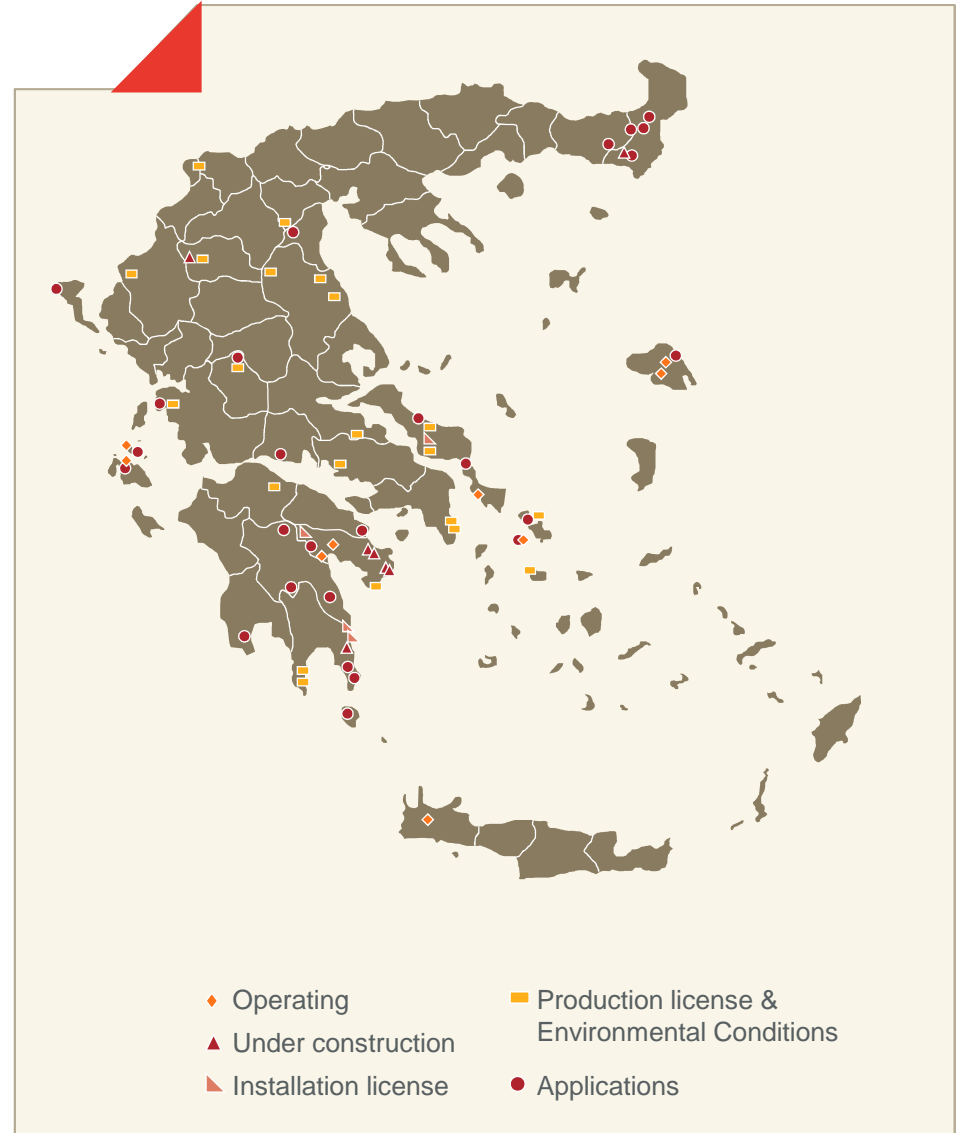 Operating
Under construction
Installation license
Production license &
Environmental Conditions
Applications